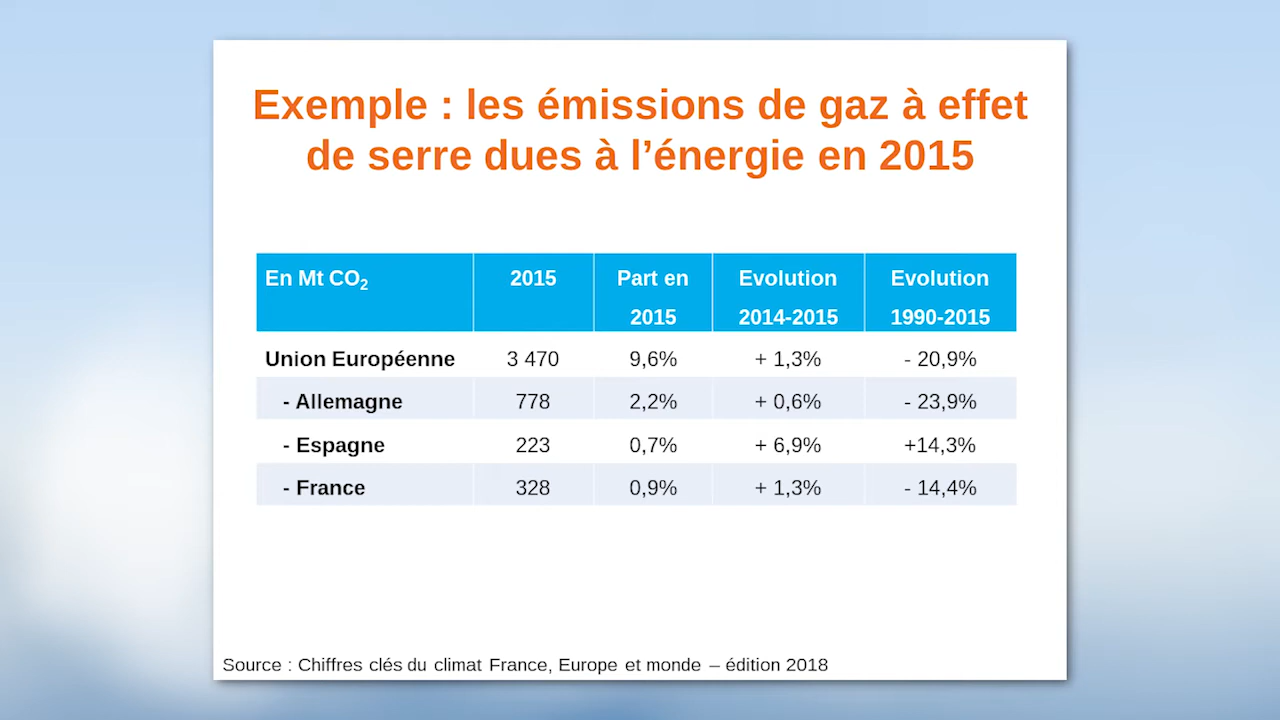 Exemple : les émissions de gaz à effet
de serre dues à l’énergie en 2015
En Mt CO₂ 2015 Part en 2015 Evolution 2014-2015 Evolution 1990-2015
Union Européenne 3 470 9,6% + 1,3% - 20,9%
- Allemagne 778 2,2% + 0,6% - 23,9%
- Espagne 223 0,7% + 6,9% +14,3%
- France 328 0,9% + 1,3% - 14,4%
Source : Chiffres clés du climat France, Europe et monde – édition 2018